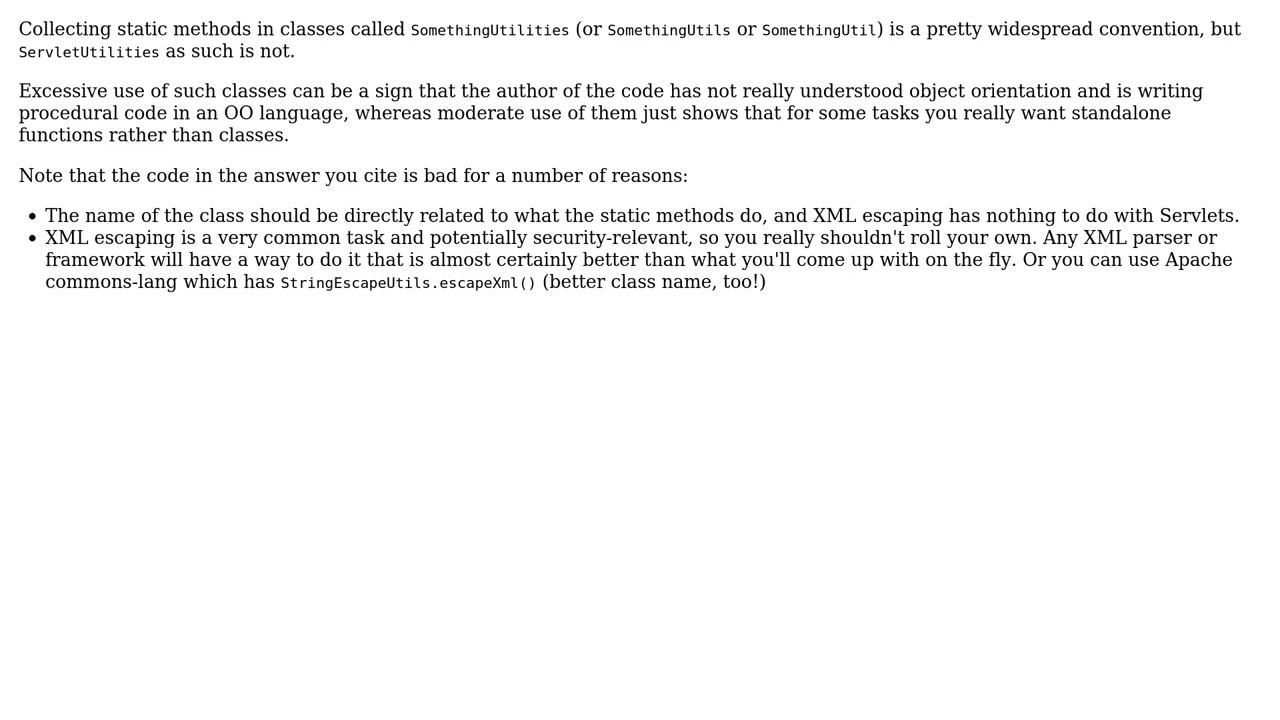 Collecting static methods in classes called SomethingUtilities (or SomethingUtils or SomethingUtil) is a pretty widespread convention, but
ServletUtilities as such is not.
Excessive use of such classes can be a sign that the author of the code has not really understood object orientation and is writing
procedural code in an OO language, whereas moderate use of them just shows that for some tasks you really want standalone
functions rather than classes.
Note that the code in the answer you cite is bad for a number of reasons:
• The name of the class should be directly related to what the static methods do, and XML escaping has nothing to do with Servlets.
• XML escaping is a very common task and potentially security-relevant, so you really shouldn't roll your own. Any XML parser or
framework will have a way to do it that is almost certainly better than what you'll come up with on the fly. Or you can use Apache
commons-lang which has StringEscapeUtils.escapeXml() (better class name, too!)